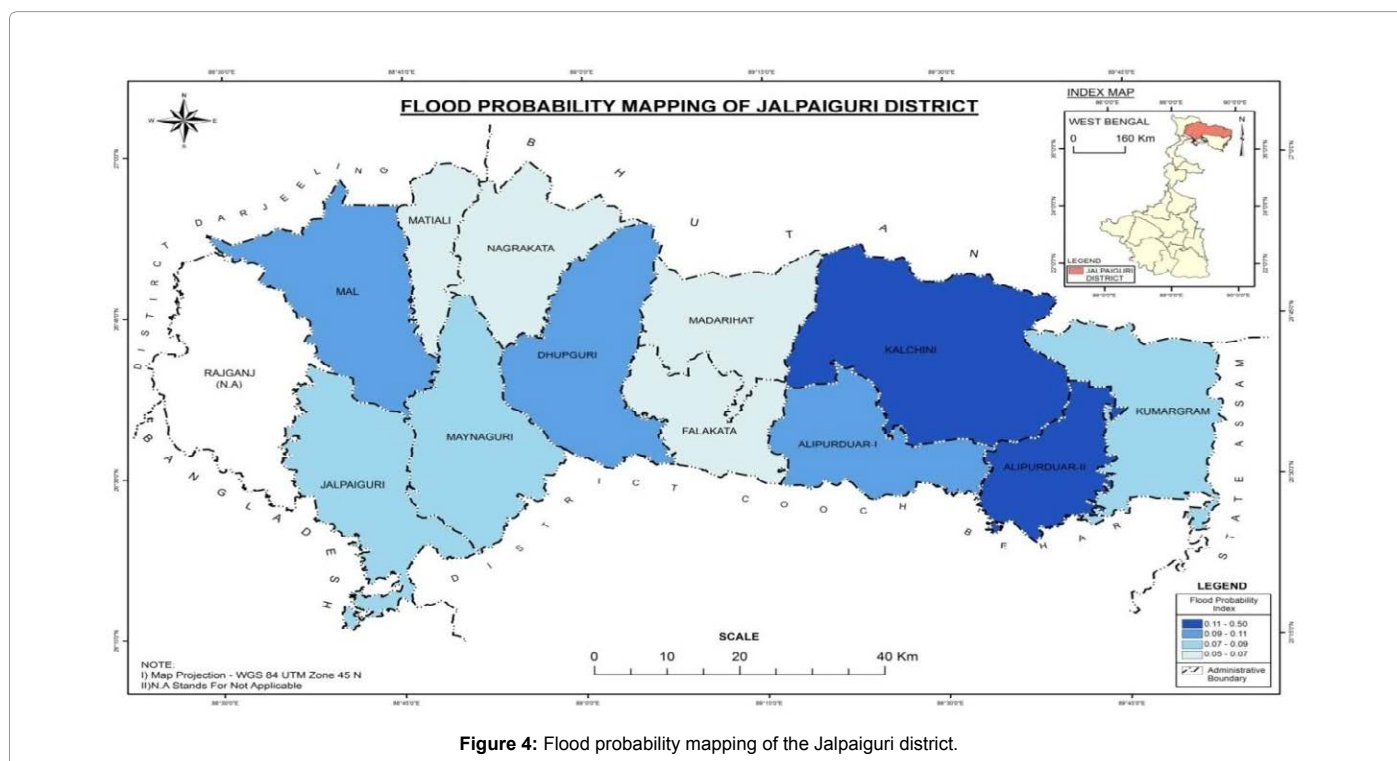 FLOOD PROBABILITY MAPPING OF JALPAIGURI DISTRICT
N
W E
S
INDEX MAP
WEST BENGAL
0 160 Km
N
LEGEND
JALPAIGURI
DISTRICT
DISTIRCT DARJEELING
BHUTAN
MATIALI
NAGRAKATA
MAL
MADARIHAT
KALCHINI
DHUPGURI
RAJGANJ
(N.A)
KUMARGRAM
FALAKATA
MAYNAGURI
ALIPURDUAR-I
ALIPURDUAR-II
JALPAIGURI
BANGLADESH
DISTRICT COOCH BEHAR
STATE ASSAM
LEGEND
Flood Probability
Index
0.11 - 0.50
0.09 - 0.11
0.07 - 0.09
0.05 - 0.07
Administrative
Boundary
SCALE
0 10 20 40 Km
NOTE:
I) Map Projection - WGS 84 UTM Zone 45 N
II)N.A Stands For Not Applicable
Figure 4: Flood probability mapping of the Jalpaiguri district.